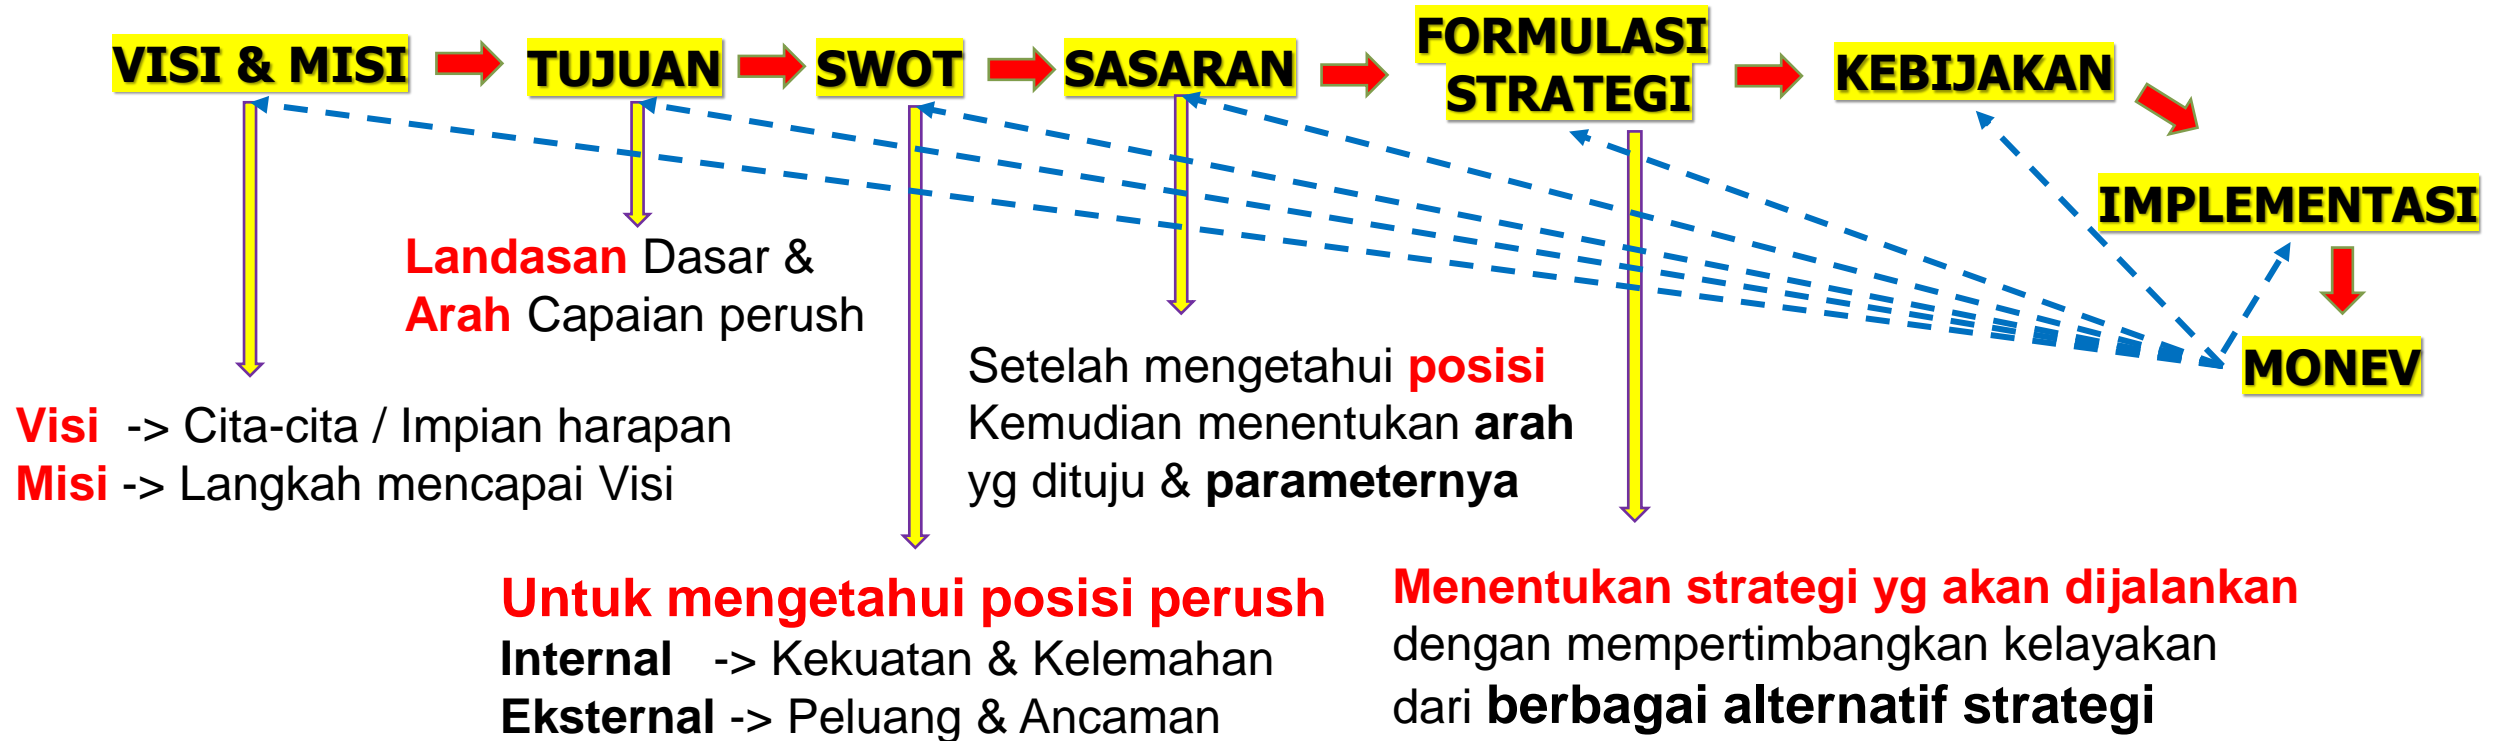 VISI & MISI
TUJUAN
SWOT
SASARAN
FORMULASI
STRATEGI
KEBIJAKAN
IMPLEMENTASI
MONEV
Landasan Dasar &
Arah Capaian perush
Visi -> Cita-cita / Impian harapan
Misi -> Langkah mencapai Visi
Setelah mengetahui posisi
Kemudian menentukan arah
yg dituju & parameternya
Untuk mengetahui posisi perush
Internal -> Kekuatan & Kelemahan
Eksternal -> Peluang & Ancaman
Menentukan strategi yg akan dijalankan
dengan mempertimbangkan kelayakan
dari berbagai alternatif strategi